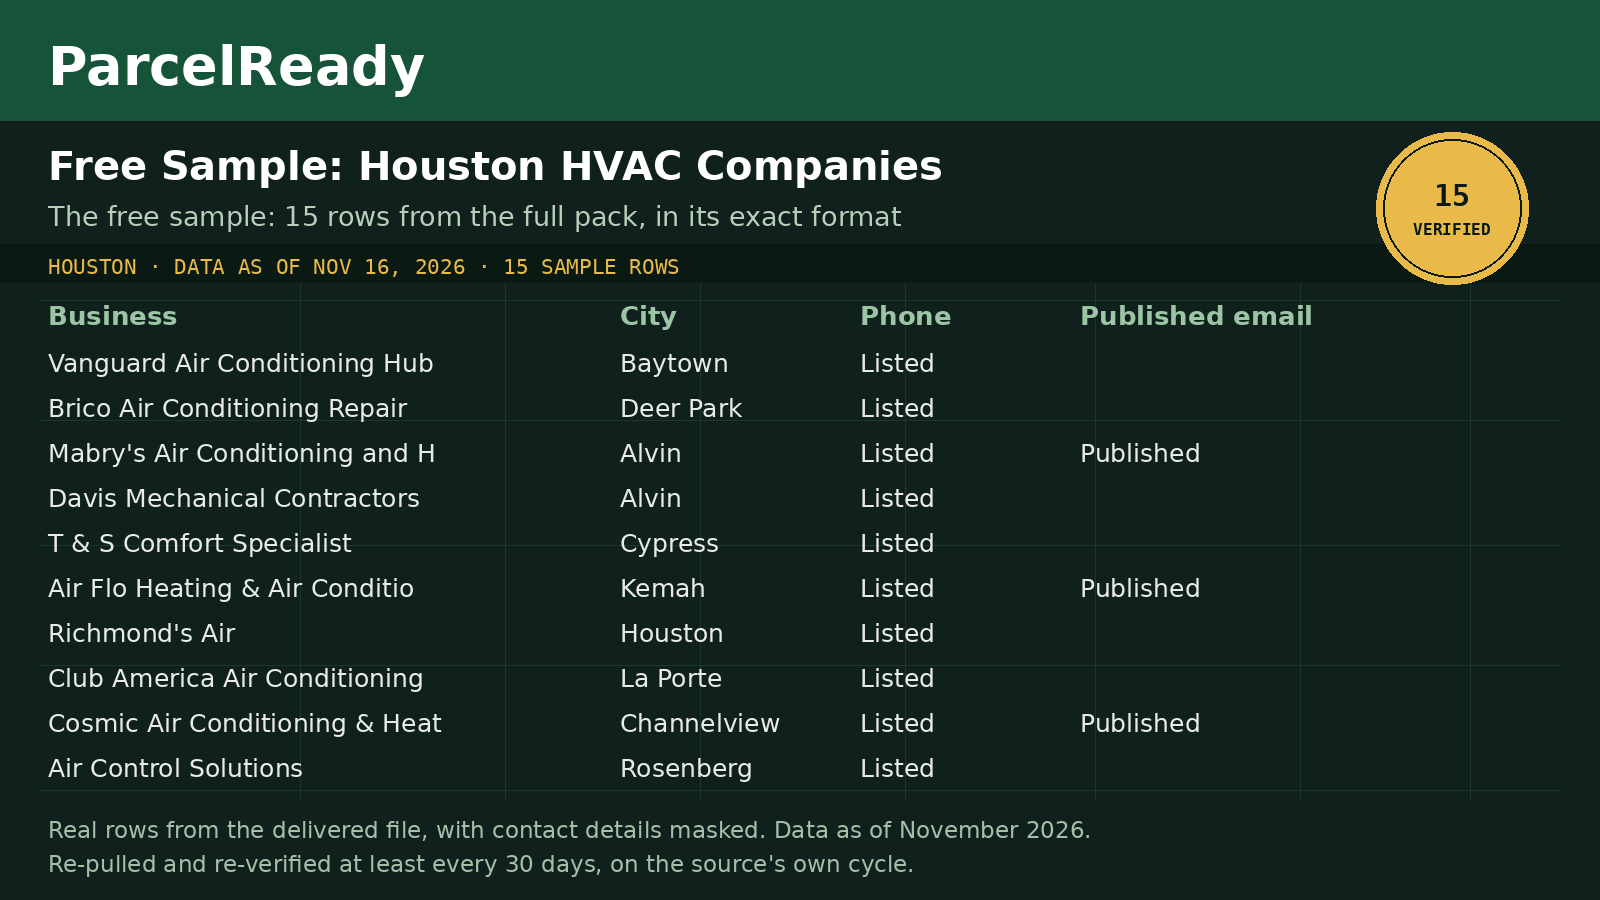 ParcelReady
Free Sample: Houston HVAC Companies
The free sample: 15 rows from the full pack, in its exact format
15
VERIFIED
HOUSTON · DATA AS OF NOV 16, 2026 · 15 SAMPLE ROWS
Business City Phone Published email
Vanguard Air Conditioning Hub Baytown Listed
Brico Air Conditioning Repair Deer Park Listed
Mabry's Air Conditioning and H Alvin Listed Published
Davis Mechanical Contractors Alvin Listed
T & S Comfort Specialist Cypress Listed
Air Flo Heating & Air Conditio Kemah Listed Published
Richmond's Air Houston Listed
Club America Air Conditioning La Porte Listed
Cosmic Air Conditioning & Heat Channelview Listed Published
Air Control Solutions Rosenberg Listed
Real rows from the delivered file, with contact details masked. Data as of November 2026.
Re-pulled and re-verified at least every 30 days, on the source's own cycle.